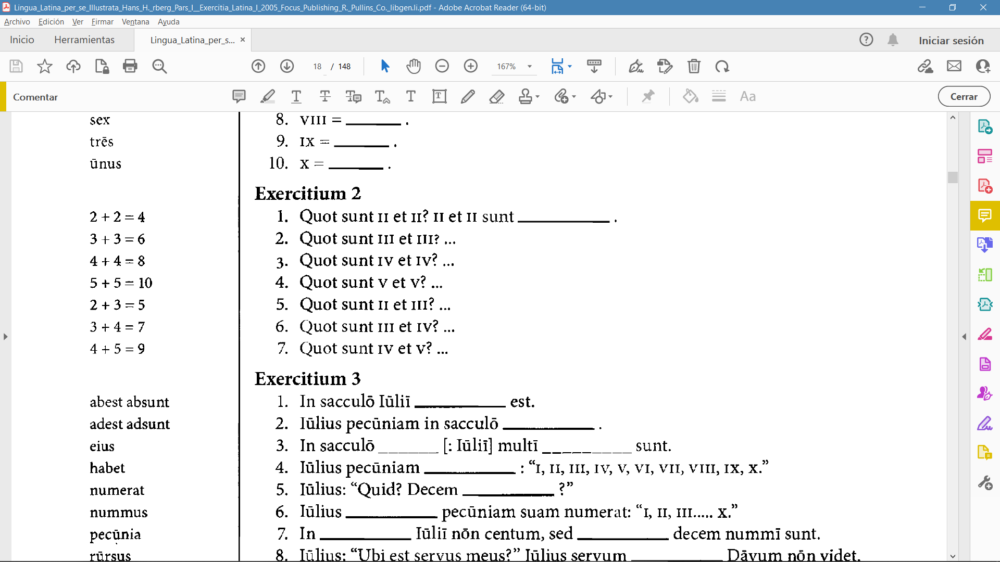 Lingua_Latina_per_se_Illustrata_Hans_H._rberg_Pars_I__Exercitia_Latina_I_2005_Focus_Publishing_R._Pullins_Co._libgen.li.pdf - Adobe Acrobat Reader (64-bit)
Archivo Edición Ver Firmar Ventana Ayuda
Inicio Herramientas Lingua_Latina_per_s... × Iniciar sesión
18 / 148 167%
Comentar Aa Cerrar
sex
trēs
ūnus
8. VIII = ______ .
9. IX = ______ .
10. X = ______ .
Exercitium 2
2 + 2 = 4
3 + 3 = 6
4 + 4 = 8
5 + 5 = 10
2 + 3 = 5
3 + 4 = 7
4 + 5 = 9
1. Quot sunt II et II? II et II sunt __________ .
2. Quot sunt III et III? ...
3. Quot sunt IV et IV? ...
4. Quot sunt V et V? ...
5. Quot sunt II et III? ...
6. Quot sunt III et IV? ...
7. Quot sunt IV et V? ...
Exercitium 3
abest absunt
adest adsunt
eius
habet
numerat
nummus
pecūnia
rūrsus
1. In sacculō Iūliī __________ est.
2. Iūlius pecūniam in sacculō __________ .
3. In sacculō ______ [: Iūliī] multī _________ sunt.
4. Iūlius pecūniam __________ : “I, II, III, IV, V, VI, VII, VIII, IX, X.”
5. Iūlius: “Quid? Decem __________ ?”
6. Iūlius __________ pecūniam suam numerat: “I, II, III..... X.”
7. In __________ Iūliī nōn centum, sed __________ decem nummī sunt.
8. Iūlius: “Ubi est servus meus?” Iūlius servum __________ Dāvum nōn videt.